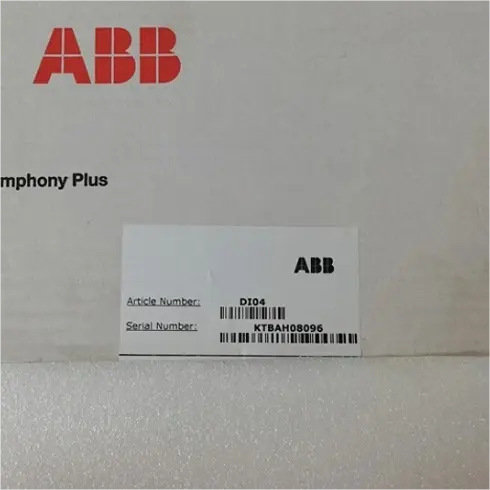 ABB
mphony Plus
ABB
Article Number: DI04
Serial Number: KTBAH08096